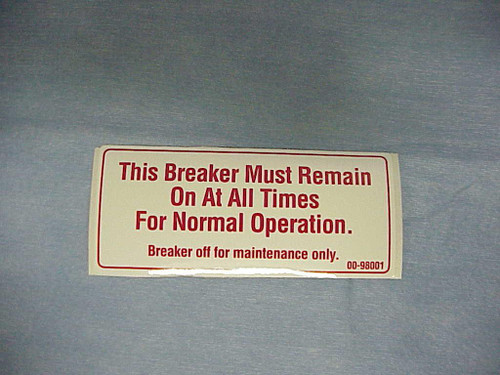 This Breaker Must Remain
On At All Times
For Normal Operation.
Breaker off for maintenance only.
00-98001